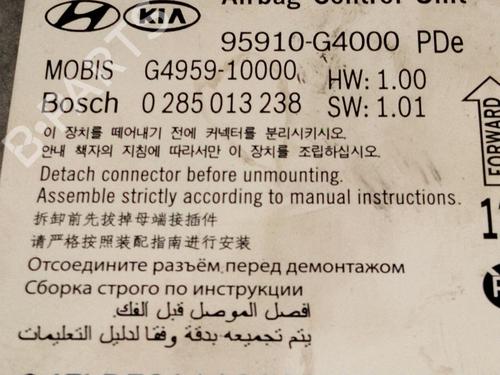 Airbag Control Unit
HYUNDAI KIA 95910-G4000 PDe
MOBIS G4959-10000 HW: 1.00
Bosch 0 285 013 238 SW: 1.01
이 장치를 떼어내기 전에 커넥터를 분리시키시오.
안내 책자의 지침에 따라서만 이 장치를 조립하십시오.
Detach connector before unmounting.
Assemble strictly according to manual instructions.
拆卸前先拔掉母端接插件
请严格按照装配指南进行安装
Отсоедините разъём перед демонтажом
Сборка строго по инструкции
افصل الموصل قبل الفك.
يتم تجميعه بدقة وفقا لدليل التعليمات
FORWARD
B-PARTS